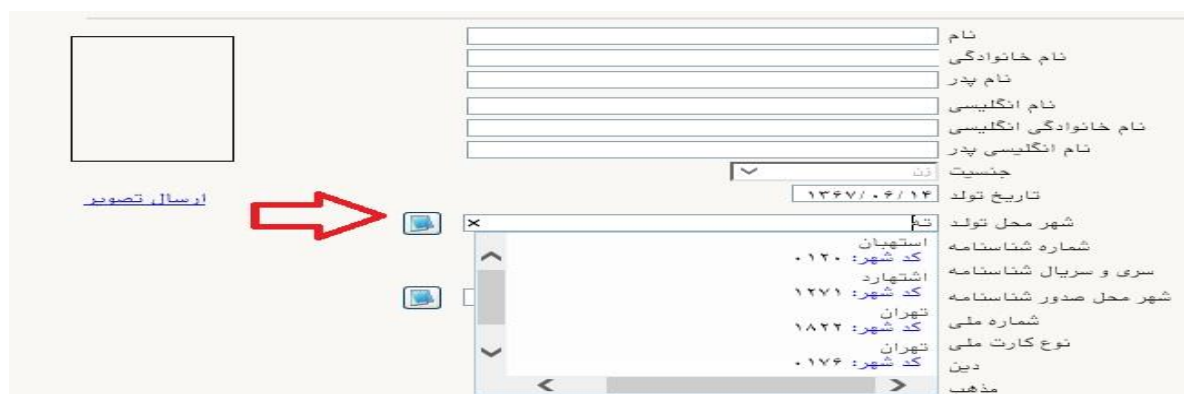 نام
نام خانوادگی
نام پدر
نام انگلیسی
نام خانوادگی انگلیسی
نام انگلیسی پدر
جنسیت زن
تاریخ تولد ۱۳۶۷/۰۶/۱۴
شهر محل تولد ته
شماره شناسنامه
سری و سریال شناسنامه
شهر محل صدور شناسنامه
شماره ملی
نوع کارت ملی
دین
مذهب
استهبان
کد شهر: ۰۱۲۰
اشتهارد
کد شهر: ۱۲۷۱
تهران
کد شهر: ۱۸۲۲
تهران
کد شهر: ۰۱۷۶
ارسال تصویر